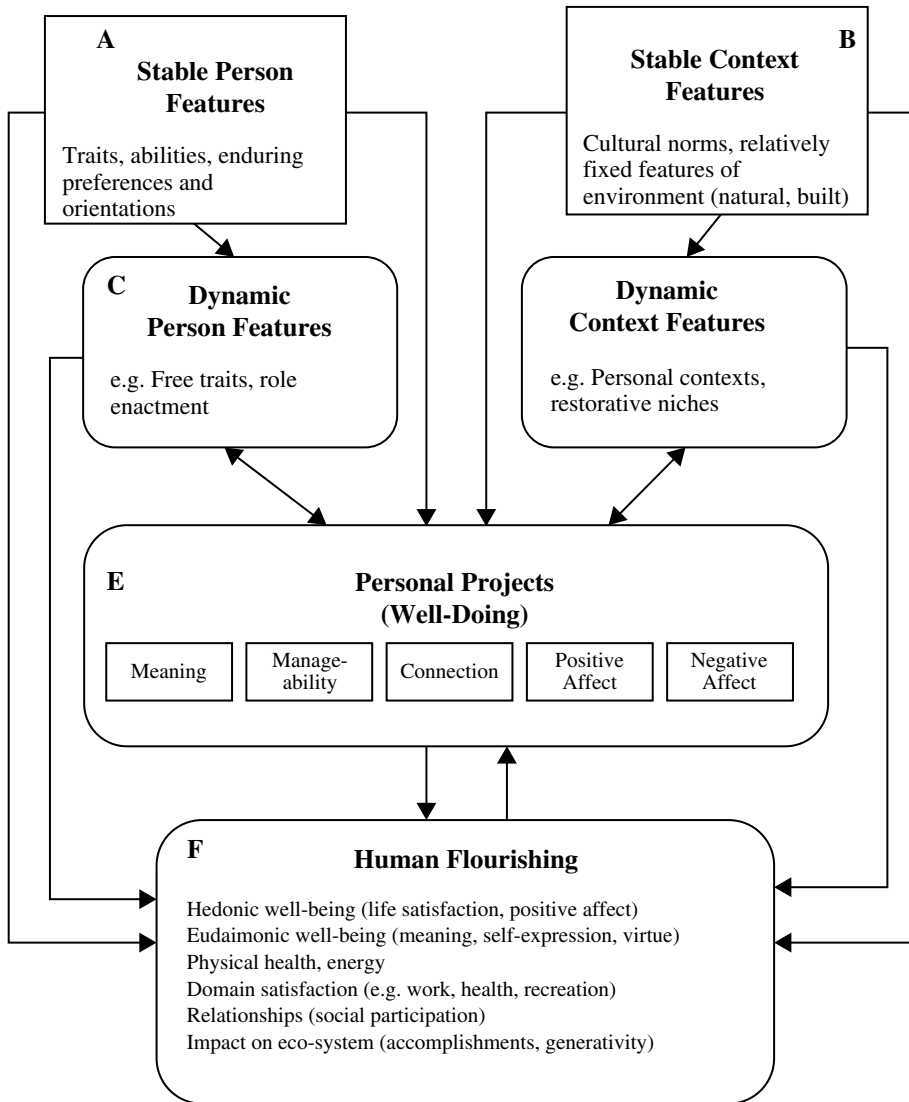 A
Stable Person
Features
Traits, abilities, enduring
preferences and
orientations
B
Stable Context
Features
Cultural norms, relatively
fixed features of
environment (natural, built)
C
Dynamic
Person Features
e.g. Free traits, role
enactment
Dynamic
Context Features
e.g. Personal contexts,
restorative niches
E
Personal Projects
(Well-Doing)
Meaning
Manage-
ability
Connection
Positive
Affect
Negative
Affect
F
Human Flourishing
Hedonic well-being (life satisfaction, positive affect)
Eudaimonic well-being (meaning, self-expression, virtue)
Physical health, energy
Domain satisfaction (e.g. work, health, recreation)
Relationships (social participation)
Impact on eco-system (accomplishments, generativity)